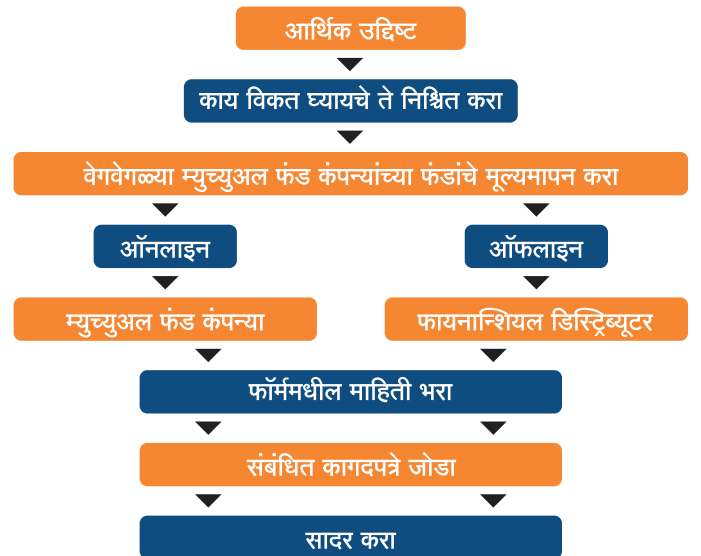 आर्थिक उद्दिष्ट
काय विकत घ्यायचे ते निश्चित करा
वेगवेगळ्या म्युच्युअल फंड कंपन्यांच्या फंडांचे मूल्यमापन करा
ऑनलाइन
ऑफलाइन
म्युच्युअल फंड कंपन्या
फायनान्शियल डिस्ट्रिब्यूटर
फॉर्ममधील माहिती भरा
संबंधित कागदपत्रे जोडा
सादर करा